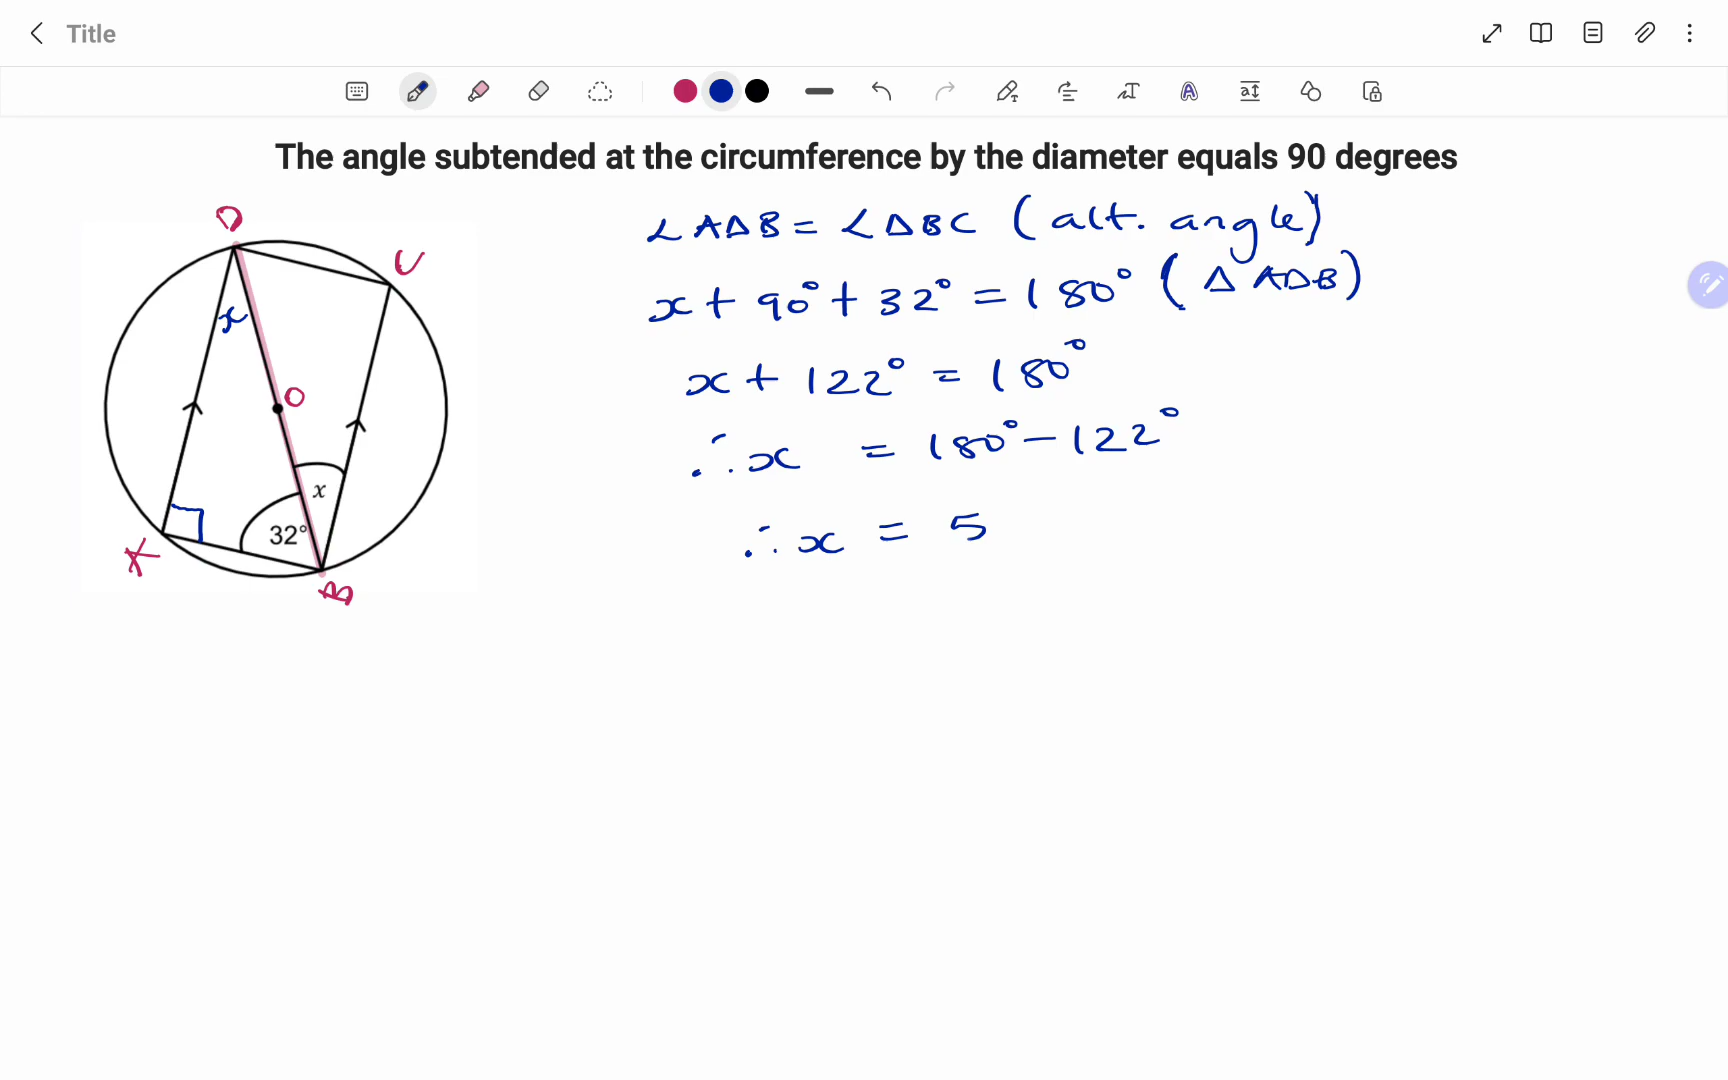 Title
The angle subtended at the circumference by the diameter equals 90 degrees
∠ADB = ∠DBC (alt. angle)
x + 90° + 32° = 180° (Δ ADB)
x + 122° = 180°
∴ x = 180° - 122°
∴ x = 5
D
C
x
O
x
32°
A
B